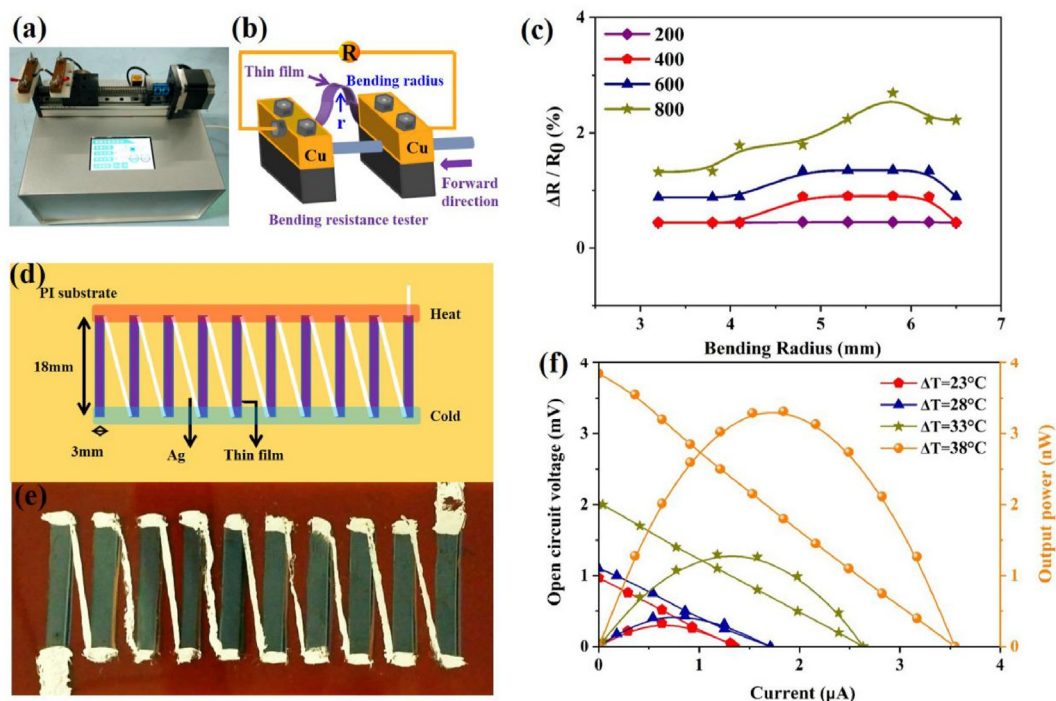 (a)
(b)
R
Thin film
Bending radius
r
Cu
Cu
Forward
direction
Bending resistance tester
(c)
200
400
600
800
4
2
0
ΔR / R0 (%)
3 4 5 6 7
Bending Radius (mm)
(d)
PI substrate
Heat
18mm
Cold
3mm
Ag
Thin film
(e)
(f)
ΔT=23°C
ΔT=28°C
ΔT=33°C
ΔT=38°C
4
3
2
1
0
Open circuit voltage (mV)
4
3
2
1
0
Output power (nW)
0 1 2 3 4
Current (μA)